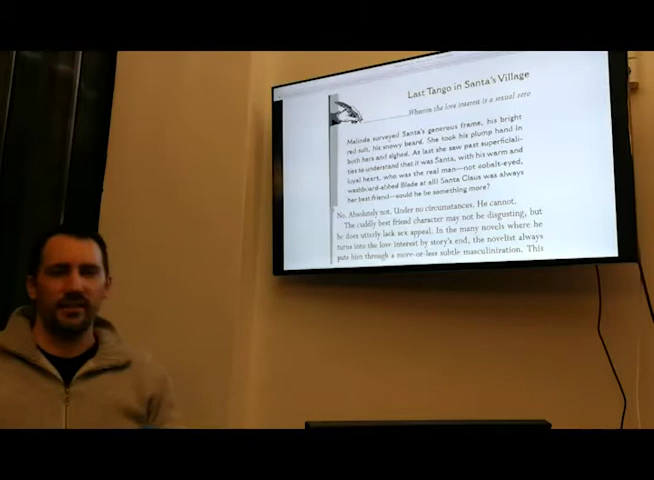 Last Tango in Santa's Village
Wherein the love interest is a sexual zero
Malinda surveyed Santa's generous frame, his bright
red suit, his snowy beard. She took his plump hand in
both hers and sighed. At last she saw past superficiali-
ties to understand that it was Santa, with his warm and
loyal heart, who was the real man—not cobalt-eyed,
washboard-abbed Blade at all! Santa Claus was always
her best friend—could he be something more?
No. Absolutely not. Under no circumstances. He cannot.
The cuddly best friend character may not be disgusting, but
he does utterly lack sex appeal. In the many novels where he
turns into the love interest by story's end, the novelist always
puts him through a more-or-less subtle masculinization. This